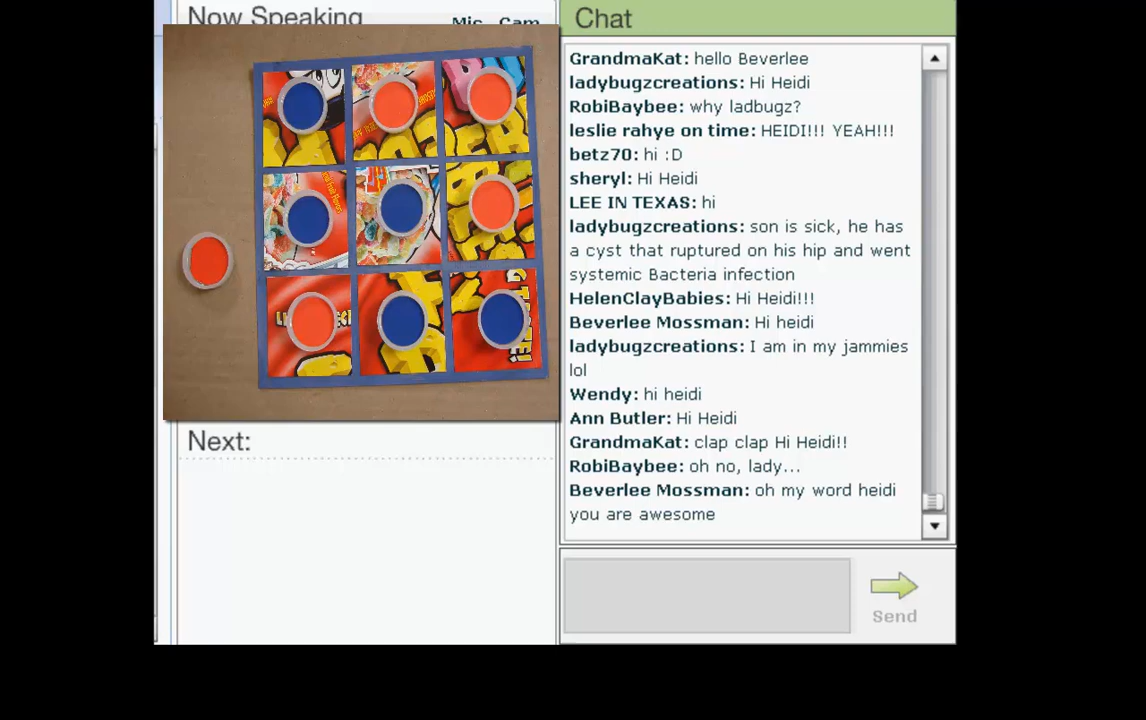 Now Speaking
Mic Cam
Chat
GrandmaKat: hello Beverlee
ladybugzcreations: Hi Heidi
RobiBaybee: why ladbugz?
leslie rahye on time: HEIDI!!! YEAH!!!
betz70: hi :D
sheryl: Hi Heidi
LEE IN TEXAS: hi
ladybugzcreations: son is sick, he has
a cyst that ruptured on his hip and went
systemic Bacteria infection
HelenClayBabies: Hi Heidi!!!
Beverlee Mossman: Hi heidi
ladybugzcreations: I am in my jammies
lol
Wendy: hi heidi
Ann Butler: Hi Heidi
GrandmaKat: clap clap Hi Heidi!!
RobiBaybee: oh no, lady...
Beverlee Mossman: oh my word heidi
you are awesome
Next:
Send